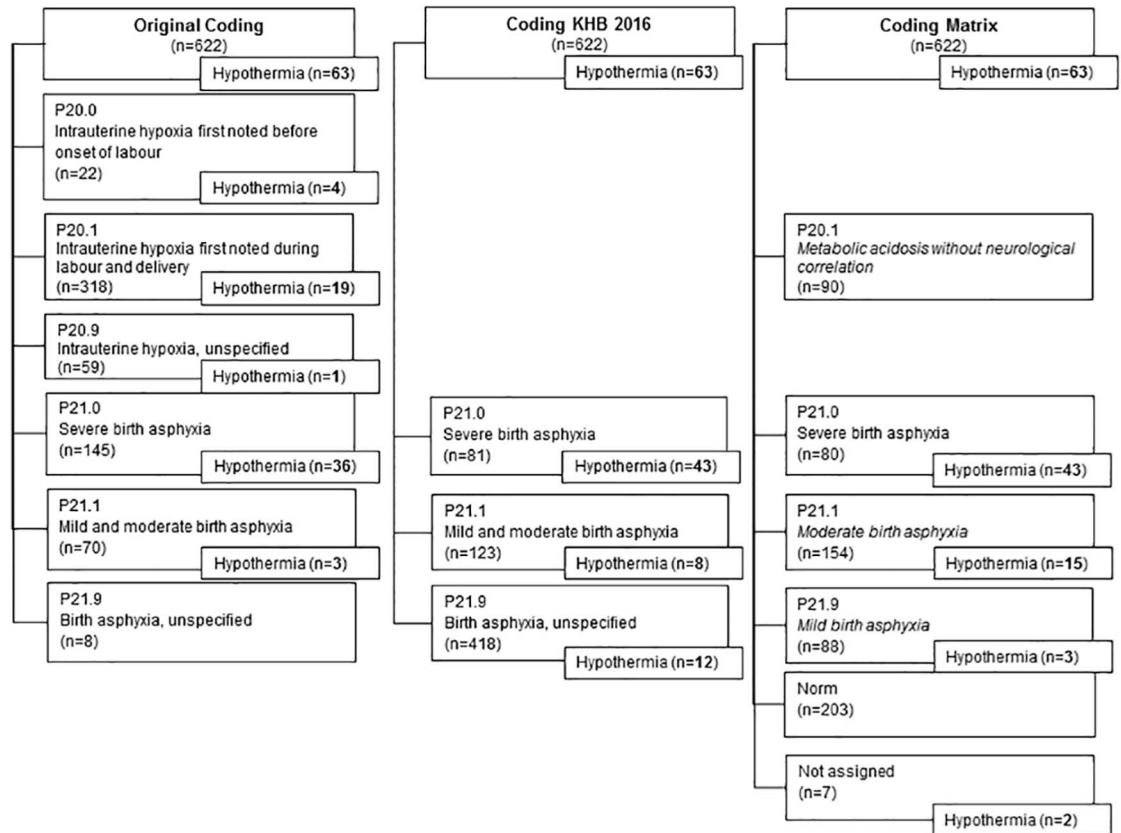 Original Coding
(n=622)
Hypothermia (n=63)
P20.0
Intrauterine hypoxia first noted before
onset of labour
(n=22)
Hypothermia (n=4)
P20.1
Intrauterine hypoxia first noted during
labour and delivery
(n=318)
Hypothermia (n=19)
P20.9
Intrauterine hypoxia, unspecified
(n=59)
Hypothermia (n=1)
P21.0
Severe birth asphyxia
(n=145)
Hypothermia (n=36)
P21.1
Mild and moderate birth asphyxia
(n=70)
Hypothermia (n=3)
P21.9
Birth asphyxia, unspecified
(n=8)
Coding KHB 2016
(n=622)
Hypothermia (n=63)
P21.0
Severe birth asphyxia
(n=81)
Hypothermia (n=43)
P21.1
Mild and moderate birth asphyxia
(n=123)
Hypothermia (n=8)
P21.9
Birth asphyxia, unspecified
(n=418)
Hypothermia (n=12)
Coding Matrix
(n=622)
Hypothermia (n=63)
P20.1
Metabolic acidosis without neurological
correlation
(n=90)
P21.0
Severe birth asphyxia
(n=80)
Hypothermia (n=43)
P21.1
Moderate birth asphyxia
(n=154)
Hypothermia (n=15)
P21.9
Mild birth asphyxia
(n=88)
Hypothermia (n=3)
Norm
(n=203)
Not assigned
(n=7)
Hypothermia (n=2)